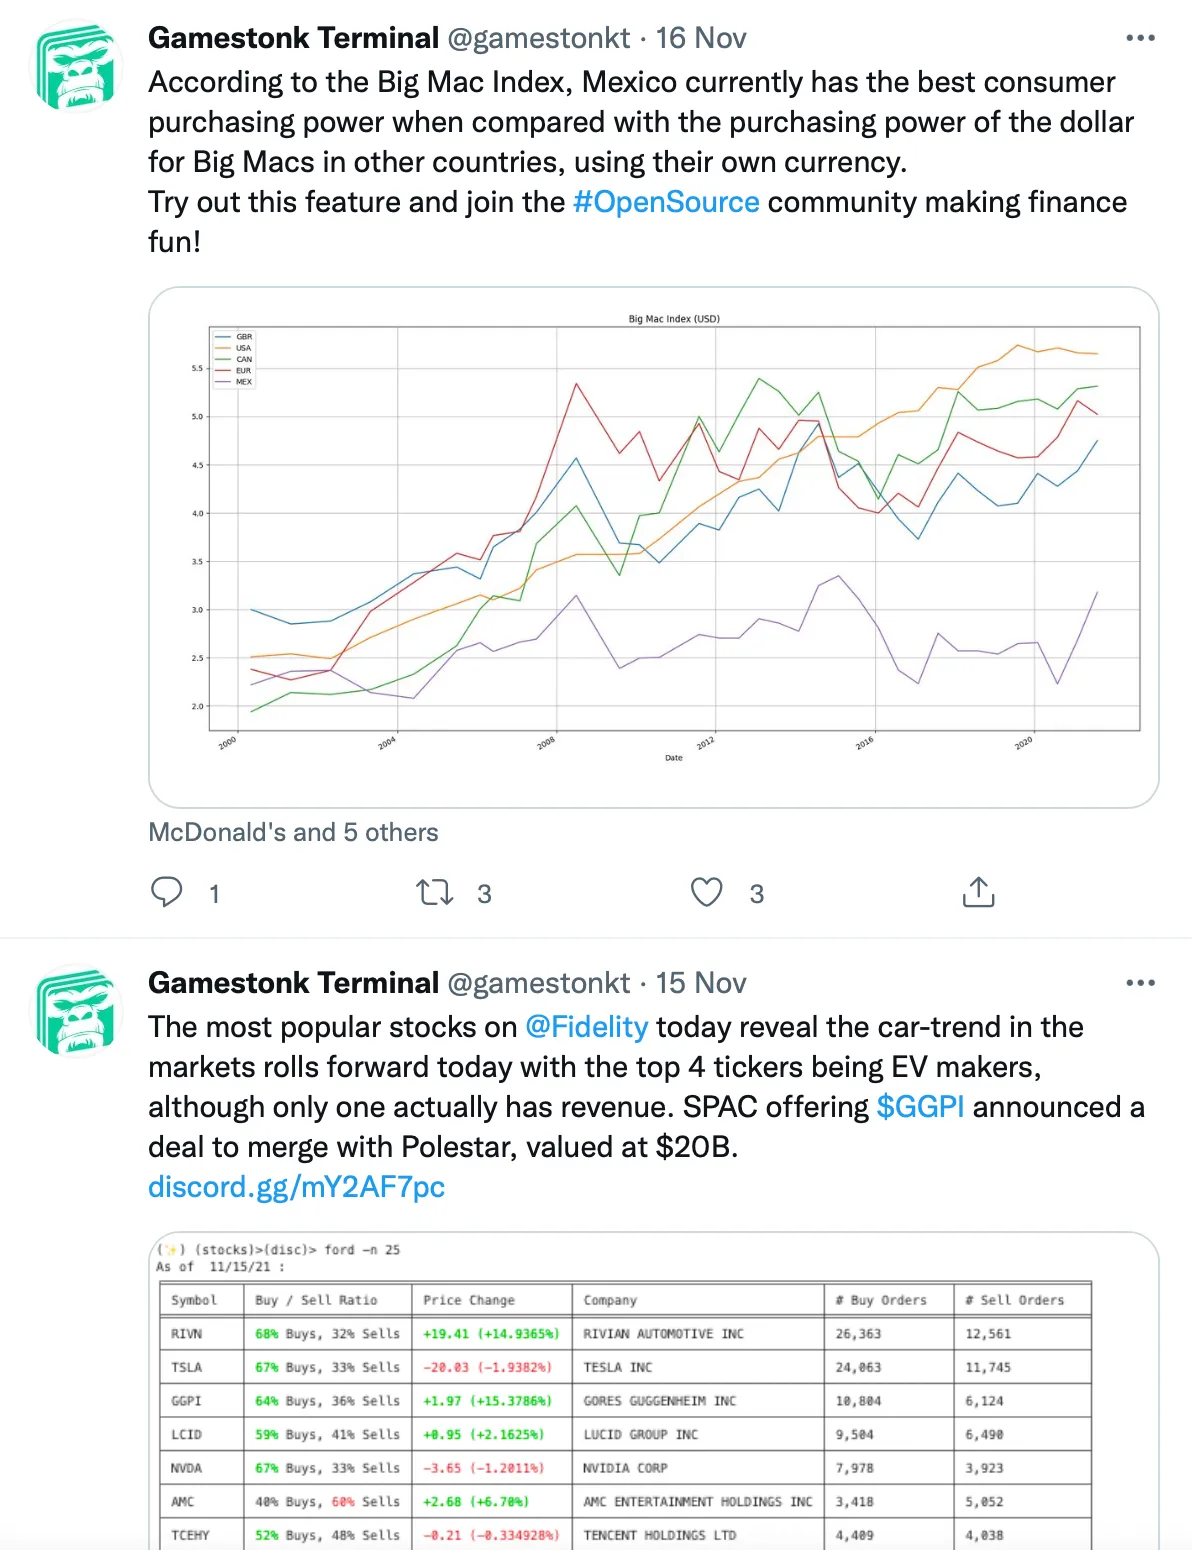 Gamestonk Terminal @gamestonkt · 16 Nov
According to the Big Mac Index, Mexico currently has the best consumer
purchasing power when compared with the purchasing power of the dollar
for Big Macs in other countries, using their own currency.
Try out this feature and join the #OpenSource community making finance
fun!
Big Mac Index (USD)
GBR
USA
CAN
EUR
MEX
5.5
5.0
4.5
4.0
3.5
3.0
2.5
2.0
2000 2004 2008 2012 2016 2020
Date
McDonald's and 5 others
1 3 3
Gamestonk Terminal @gamestonkt · 15 Nov
The most popular stocks on @Fidelity today reveal the car-trend in the
markets rolls forward today with the top 4 tickers being EV makers,
although only one actually has revenue. SPAC offering $GGPI announced a
deal to merge with Polestar, valued at $20B.
discord.gg/mY2AF7pc
(✨) (stocks)>(disc)> ford -n 25
As of 11/15/21 :
Symbol Buy / Sell Ratio Price Change Company # Buy Orders # Sell Orders
RIVN 68% Buys, 32% Sells +19.41 (+14.9365%) RIVIAN AUTOMOTIVE INC 26,363 12,561
TSLA 67% Buys, 33% Sells -20.03 (-1.9382%) TESLA INC 24,063 11,745
GGPI 64% Buys, 36% Sells +1.97 (+15.3786%) GORES GUGGENHEIM INC 10,804 6,124
LCID 59% Buys, 41% Sells +0.95 (+2.1625%) LUCID GROUP INC 9,504 6,490
NVDA 67% Buys, 33% Sells -3.65 (-1.2011%) NVIDIA CORP 7,978 3,923
AMC 40% Buys, 60% Sells +2.68 (+6.70%) AMC ENTERTAINMENT HOLDINGS INC 3,418 5,052
TCEHY 52% Buys, 48% Sells -0.21 (-0.334928%) TENCENT HOLDINGS LTD 4,409 4,038